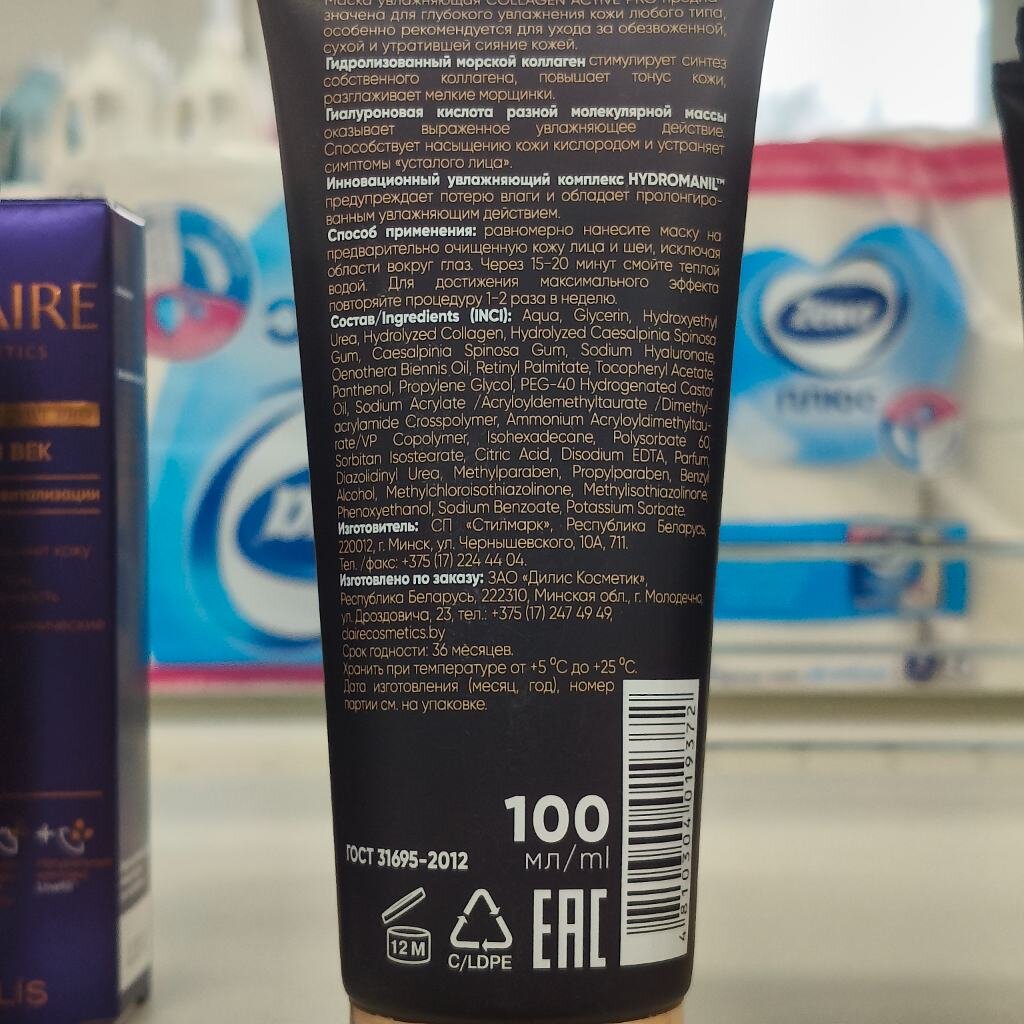 Маска увлажняющая COLLAGEN ACTIVE PRO предна-
значена для глубокого увлажнения кожи любого типа,
особенно рекомендуется для ухода за обезвоженной,
сухой и утратившей сияние кожей.
Гидролизованный морской коллаген стимулирует синтез
собственного коллагена, повышает тонус кожи,
разглаживает мелкие морщинки.
Гиалуроновая кислота разной молекулярной массы
оказывает выраженное увлажняющее действие.
Способствует насыщению кожи кислородом и устраняет
симптомы «усталого лица».
Инновационный увлажняющий комплекс HYDROMANIL™
предупреждает потерю влаги и обладает пролонгиро-
ванным увлажняющим действием.
Способ применения: равномерно нанесите маску на
предварительно очищенную кожу лица и шеи, исключая
области вокруг глаз. Через 15-20 минут смойте теплой
водой. Для достижения максимального эффекта
повторяйте процедуру 1-2 раза в неделю.
Состав/Ingredients (INCI): Aqua, Glycerin, Hydroxyethyl
Urea, Hydrolyzed Collagen, Hydrolyzed Caesalpinia Spinosa
Gum, Caesalpinia Spinosa Gum, Sodium Hyaluronate,
Oenothera Biennis Oil, Retinyl Palmitate, Tocopheryl Acetate,
Panthenol, Propylene Glycol, PEG-40 Hydrogenated Castor
Oil, Sodium Acrylate /Acryloyldemethyltaurate /Dimethyl-
acrylamide Crosspolymer, Ammonium Acryloyldimethyltau-
rate/VP Copolymer, Isohexadecane, Polysorbate 60,
Sorbitan Isostearate, Citric Acid, Disodium EDTA, Parfum,
Diazolidinyl Urea, Methylparaben, Propylparaben, Benzyl
Alcohol, Methylchloroisothiazolinone, Methylisothiazolinone,
Phenoxyethanol, Sodium Benzoate, Potassium Sorbate.
Изготовитель: СП «Стилмарк», Республика Беларусь,
220012, г. Минск, ул. Чернышевского, 10А, 711.
Тел. /факс: +375 (17) 224 44 04.
Изготовлено по заказу: ЗАО «Дилис Косметик»,
Республика Беларусь, 222310, Минская обл., г. Молодечно,
ул. Дроздовича, 23, тел.: +375 (17) 247 49 49,
clairecosmetics.by
Срок годности: 36 месяцев.
Хранить при температуре от +5 °C до +25 °C.
Дата изготовления (месяц, год), номер
партии см. на упаковке.
100
мл/ml
ГОСТ 31695-2012
12 M
C/LDPE
EAC
4810304019372
AIRE
ETICS
ВЕК
LIS
Zewa
ПЛЮС